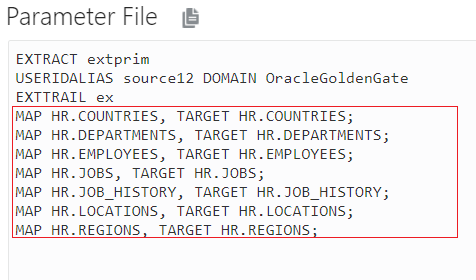 Parameter File
EXTRACT extprim
USERIDALIAS source12 DOMAIN OracleGoldenGate
EXTTRAIL ex
MAP HR.COUNTRIES, TARGET HR.COUNTRIES;
MAP HR.DEPARTMENTS, TARGET HR.DEPARTMENTS;
MAP HR.EMPLOYEES, TARGET HR.EMPLOYEES;
MAP HR.JOBS, TARGET HR.JOBS;
MAP HR.JOB_HISTORY, TARGET HR.JOB_HISTORY;
MAP HR.LOCATIONS, TARGET HR.LOCATIONS;
MAP HR.REGIONS, TARGET HR.REGIONS;